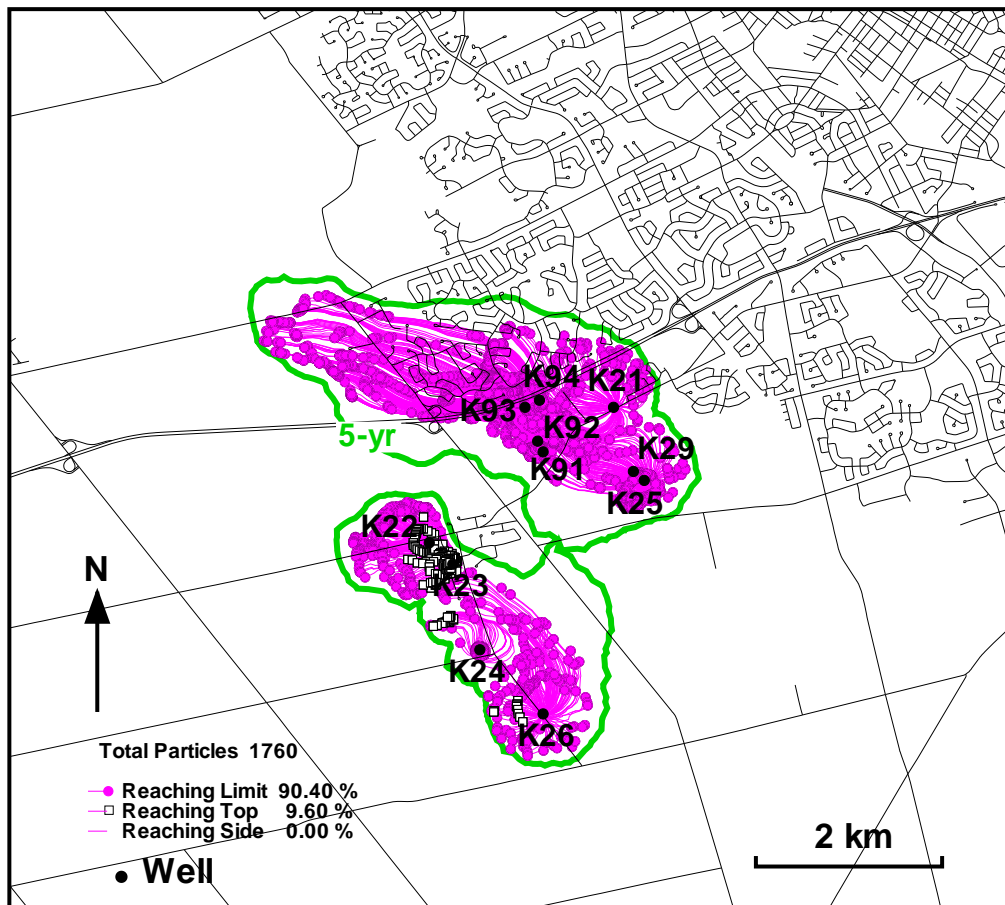 K94
K21
K93
K92
5-yr
K91
K29
K25
K22
K23
N
K24
K26
Total Particles 1760
Reaching Limit 90.40 %
Reaching Top 9.60 %
Reaching Side 0.00 %
Well
2 km